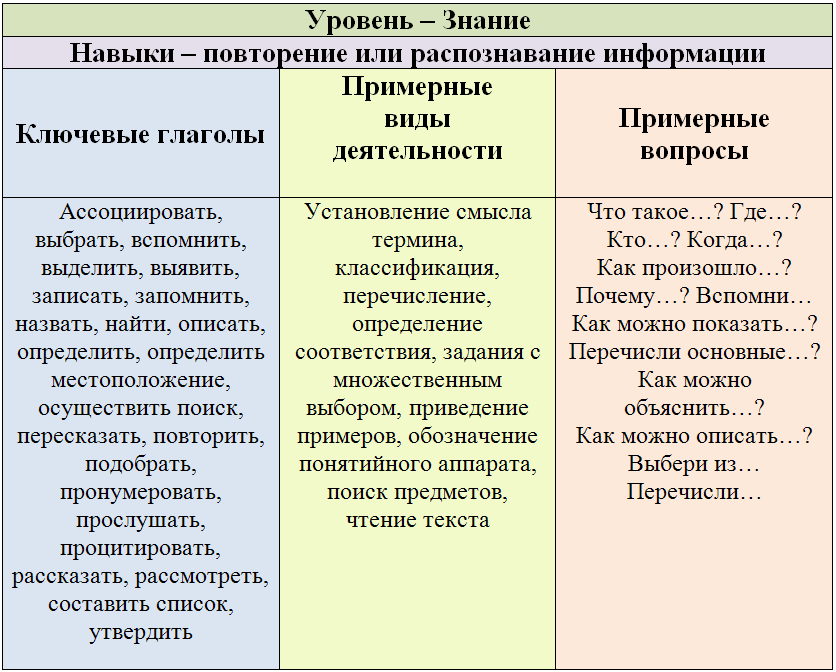 Уровень – Знание
Навыки – повторение или распознавание информации
Ключевые глаголы
Примерные
виды
деятельности
Примерные
вопросы
Ассоциировать,
выбрать, вспомнить,
выделить, выявить,
записать, запомнить,
назвать, найти, описать,
определить, определить
местоположение,
осуществить поиск,
пересказать, повторить,
подобрать,
пронумеровать,
прослушать,
процитировать,
рассказать, рассмотреть,
составить список,
утвердить
Установление смысла
термина,
классификация,
перечисление,
определение
соответствия, задания с
множественным
выбором, приведение
примеров, обозначение
понятийного аппарата,
поиск предметов,
чтение текста
Что такое…? Где…?
Кто…? Когда…?
Как произошло…?
Почему…? Вспомни…
Как можно показать…?
Перечисли основные…?
Как можно
объяснить…?
Как можно описать…?
Выбери из…
Перечисли…